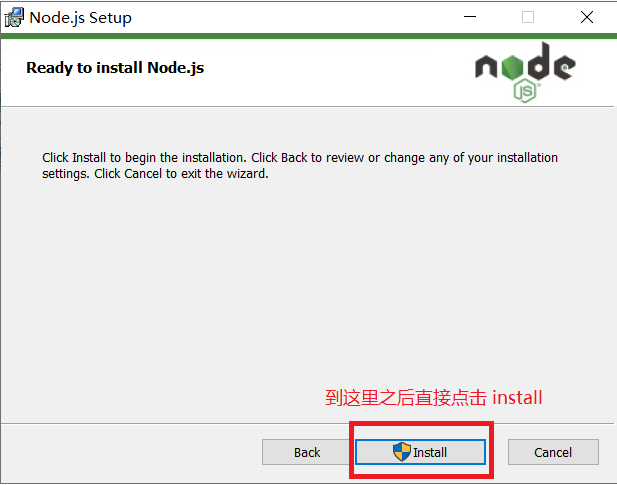 Node.js Setup
Ready to install Node.js
node
JS
Click Install to begin the installation. Click Back to review or change any of your installation
settings. Click Cancel to exit the wizard.
到这里之后直接点击 install
Back
Install
Cancel